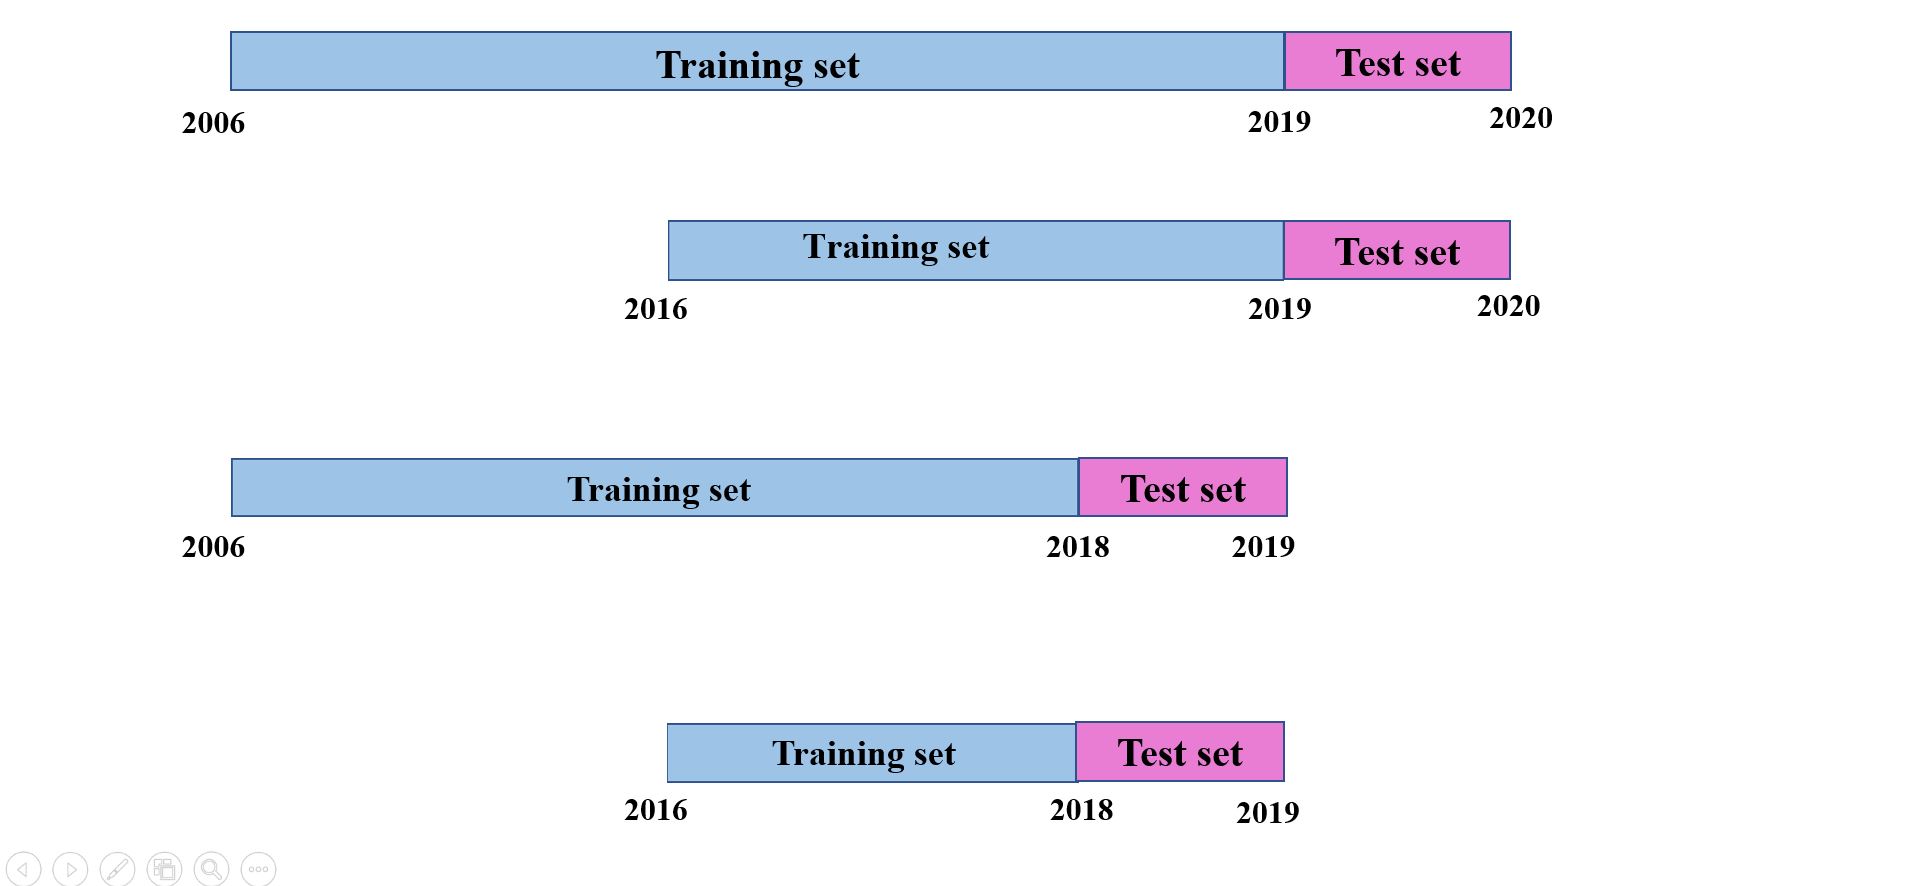 Training set Test set
2006 2019 2020
Training set Test set
2016 2019 2020
Training set Test set
2006 2018 2019
Training set Test set
2016 2018 2019